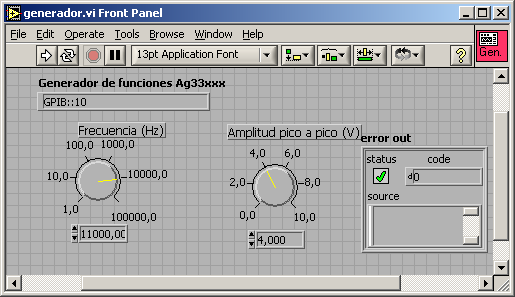 generador.vi Front Panel
File Edit Operate Tools Browse Window Help
13pt Application Font
Gen.
Generador de funciones Ag33xxx
GPIB::10
Frecuencia (Hz)
100,0 1000,0
10,0 10000,0
1,0 100000,0
11000,00
Amplitud pico a pico (V)
4,0 6,0
2,0 8,0
0,0 10,0
4,000
error out
status code
d0
source